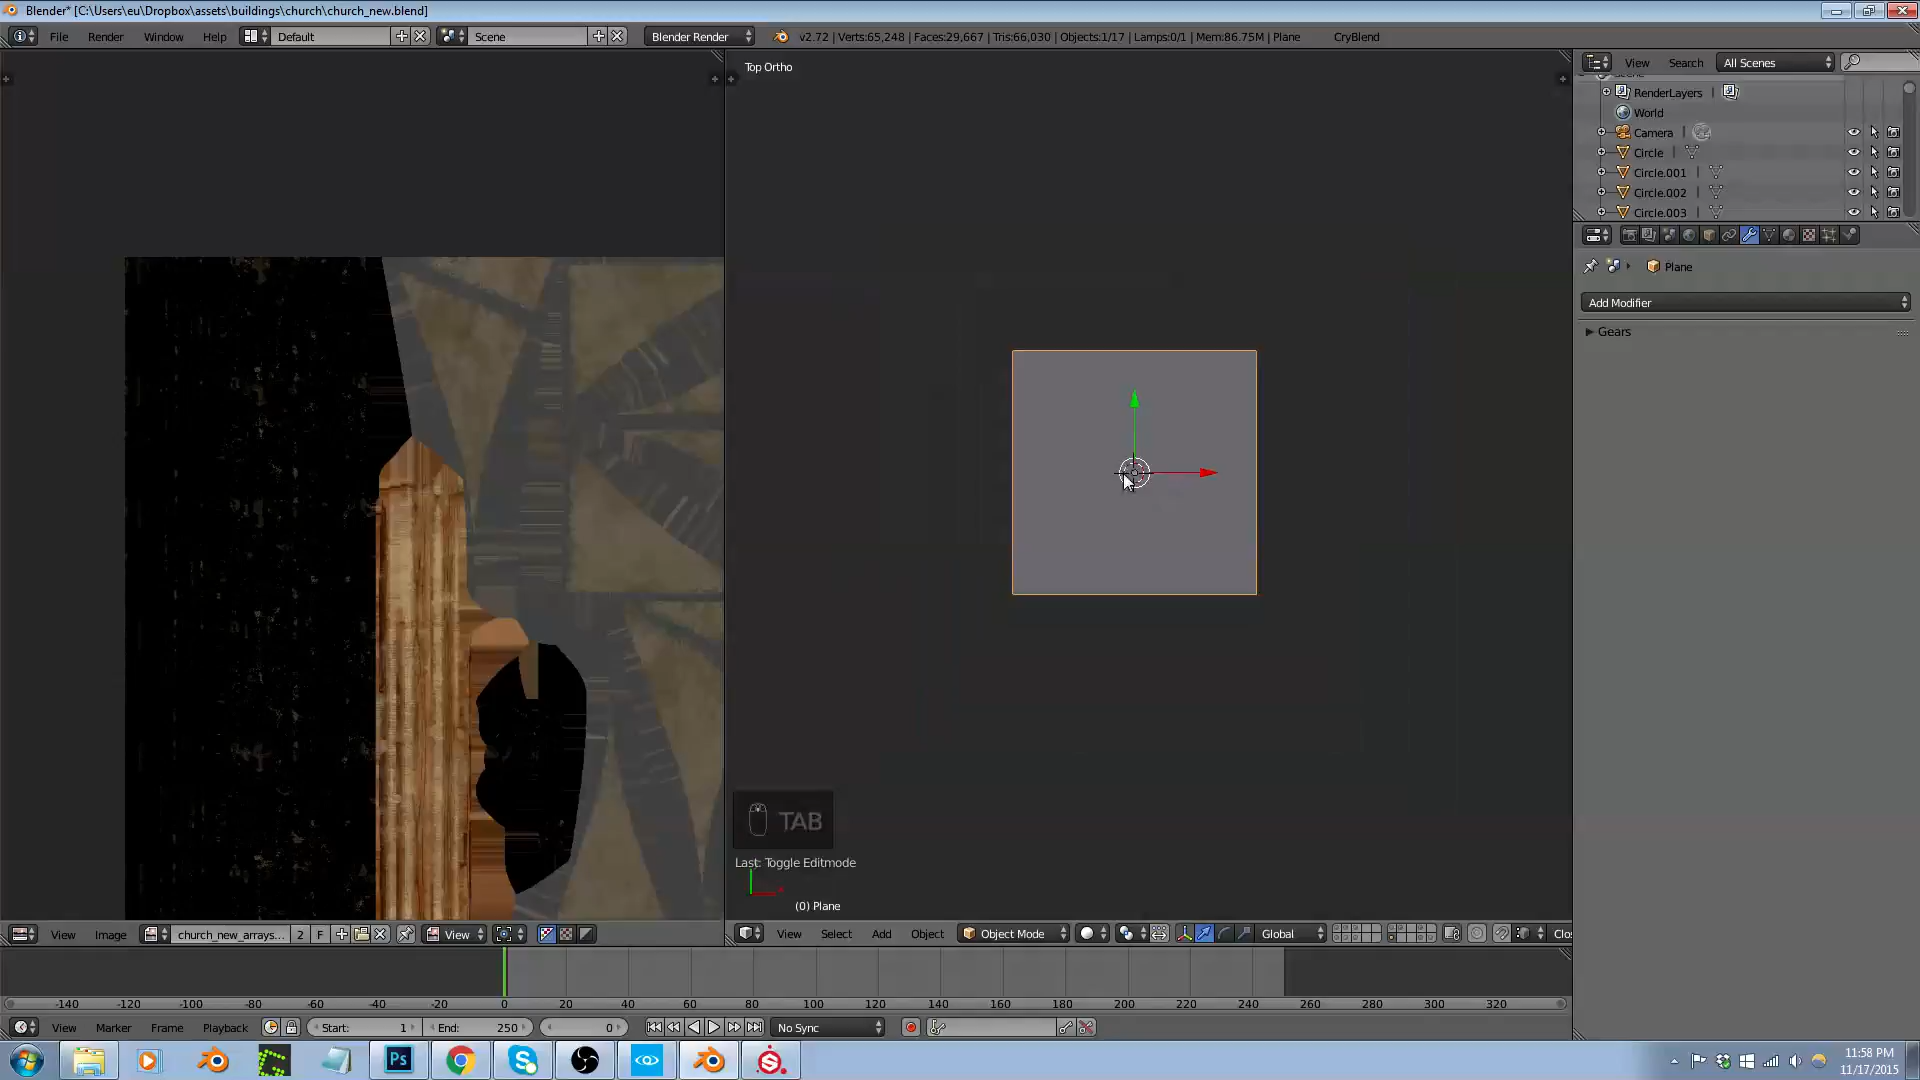 Blender* [C:\Users\eu\Dropbox\assets\buildings\church\church_new.blend]
File Render Window Help Default Scene Blender Render v2.72 | Verts:65,248 | Faces:29,667 | Tris:66,030 | Objects:1/17 | Lamps:0/1 | Mem:86.75M | Plane CryBlend
Top Ortho
View Search All Scenes
RenderLayers
World
Camera
Circle
Circle.001
Circle.002
Circle.003
Plane
Add Modifier
Gears
TAB
Last: Toggle Editmode
(0) Plane
View Image church_new_arrays... 2 F View
View Select Add Object Object Mode Global Clo
-140 -120 -100 -80 -60 -40 -20 0 20 40 60 80 100 120 140 160 180 200 220 240 260 280 300 320
View Marker Frame Playback Start: 1 End: 250 0 No Sync
Ps
11:58 PM
11/17/2015